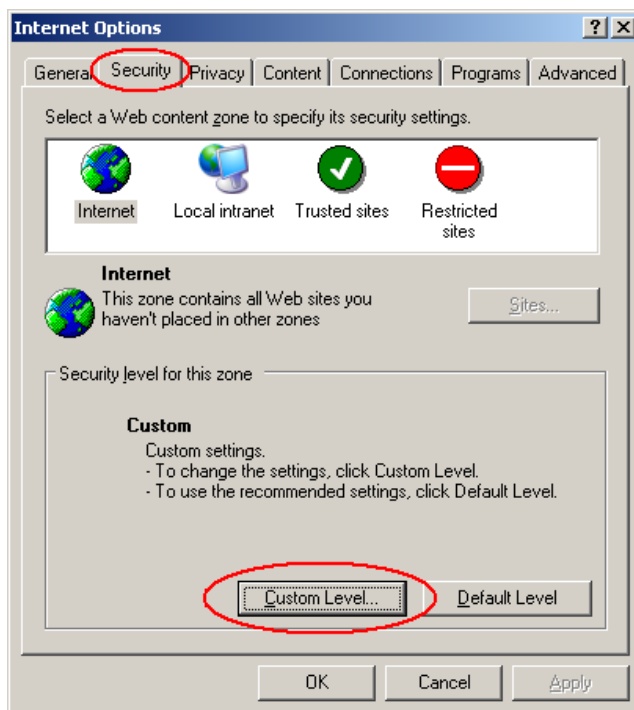 Internet Options
General Security Privacy Content Connections Programs Advanced
Select a Web content zone to specify its security settings.
Internet Local intranet Trusted sites Restricted
sites
Internet
This zone contains all Web sites you
haven't placed in other zones
Sites...
Security level for this zone
Custom
Custom settings.
- To change the settings, click Custom Level.
- To use the recommended settings, click Default Level.
Custom Level... Default Level
OK Cancel Apply